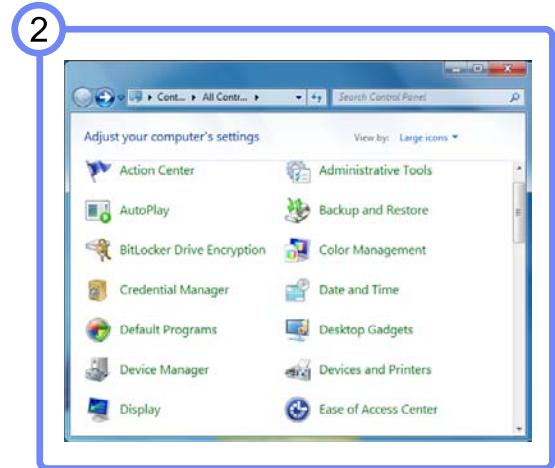 2
Cont... All Contr...
Search Control Panel
Adjust your computer's settings
View by: Large icons
Action Center
Administrative Tools
AutoPlay
Backup and Restore
BitLocker Drive Encryption
Color Management
Credential Manager
Date and Time
Default Programs
Desktop Gadgets
Device Manager
Devices and Printers
Display
Ease of Access Center